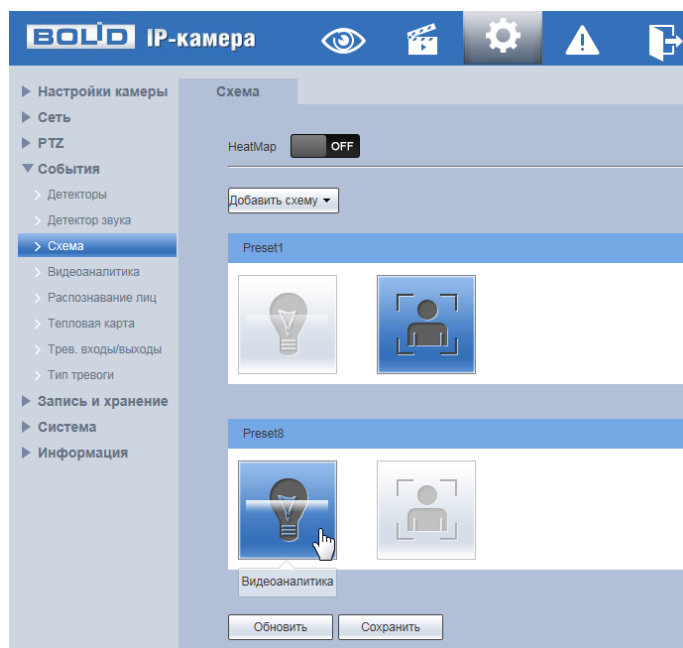 BOLID IP-камера
Настройки камеры
Сеть
PTZ
События
Детекторы
Детектор звука
Схема
Видеоаналитика
Распознавание лиц
Тепловая карта
Трев. входы/выходы
Тип тревоги
Запись и хранение
Система
Информация
Схема
HeatMap OFF
Добавить схему
Preset1
Preset8
Видеоаналитика
Обновить Сохранить